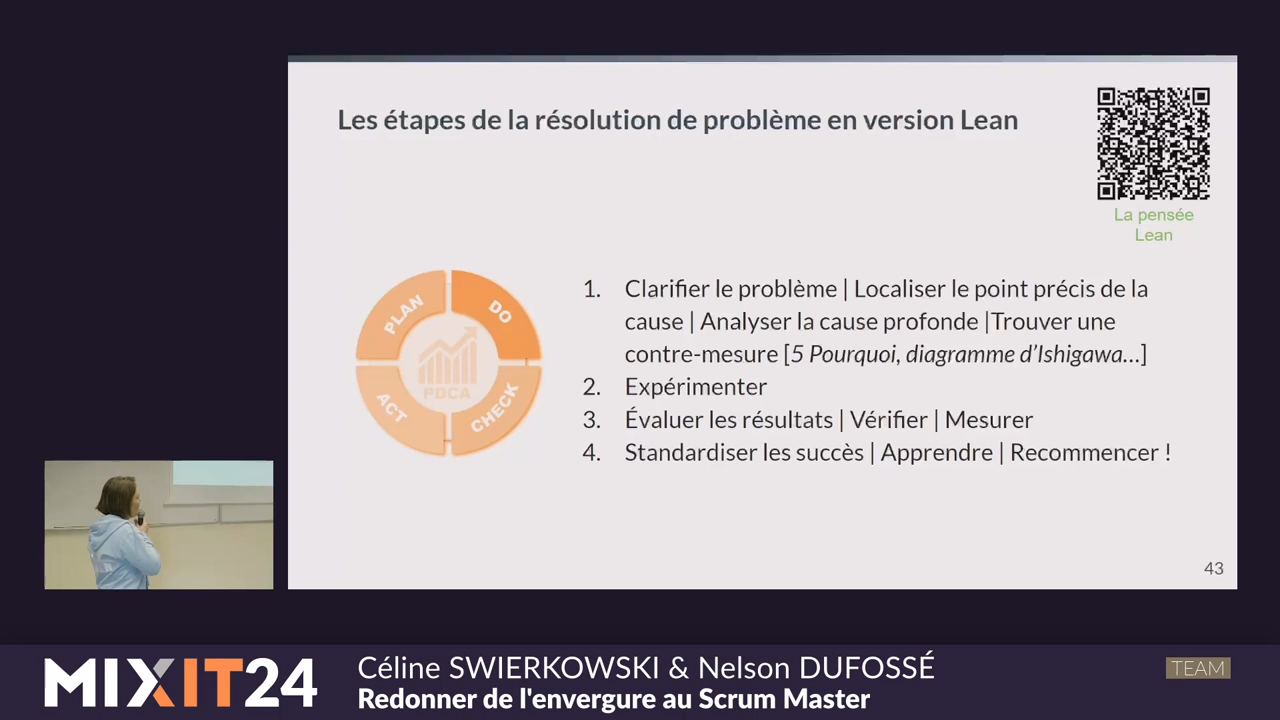 Les étapes de la résolution de problème en version Lean
La pensée
Lean
PLAN
DO
ACT
CHECK
PDCA
1. Clarifier le problème | Localiser le point précis de la
cause | Analyser la cause profonde |Trouver une
contre-mesure [5 Pourquoi, diagramme d'Ishigawa...]
2. Expérimenter
3. Évaluer les résultats | Vérifier | Mesurer
4. Standardiser les succès | Apprendre | Recommencer !
43
MIXIT24
Céline SWIERKOWSKI & Nelson DUFOSSÉ
Redonner de l'envergure au Scrum Master
TEAM